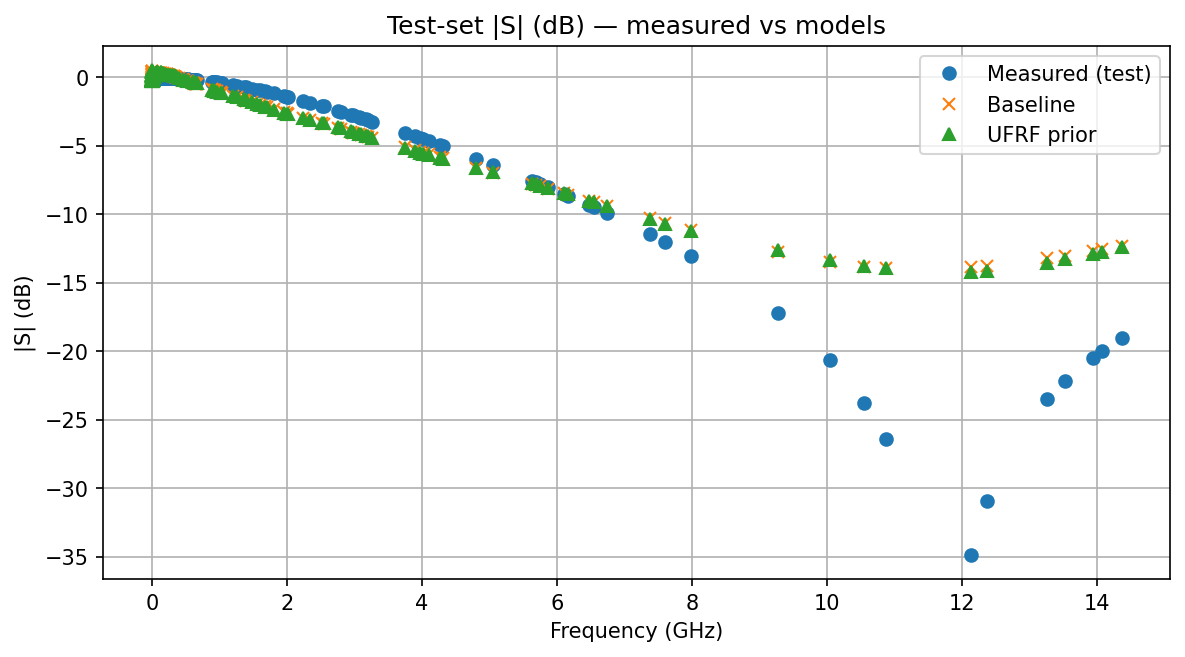 Test-set |S| (dB) — measured vs models
Measured (test)
Baseline
UFRF prior
|S| (dB)
0
−5
−10
−15
−20
−25
−30
−35
0 2 4 6 8 10 12 14
Frequency (GHz)